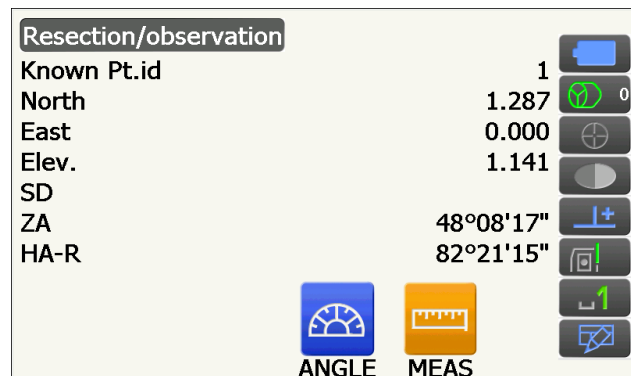 Resection/observation
Known Pt.id 1
North 1.287
East 0.000
Elev. 1.141
SD
ZA 48°08'17"
HA-R 82°21'15"
0
1
ANGLE MEAS